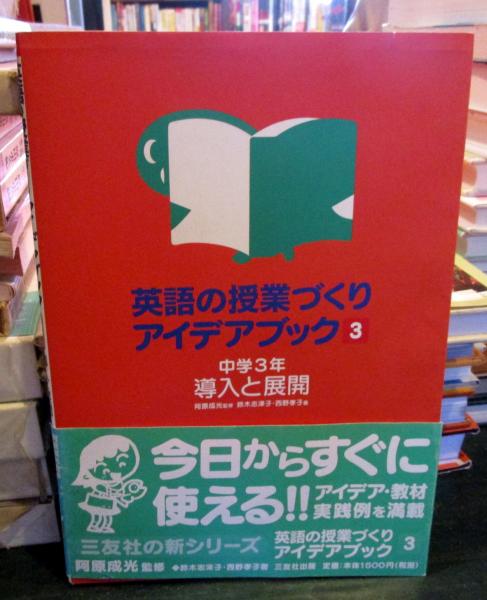 英語の授業づくり
アイデアブック 3
中学3年
導入と展開
阿原成光監修 鈴木志津子・西野孝子著
今日からすぐに
使える!!
アイデア・教材
実践例を満載
三友社の新シリーズ
英語の授業づくり
アイデアブック 3
阿原成光 監修
◆鈴木志津子・西野孝子著
三友社出版 定価:本体1500円(税別)